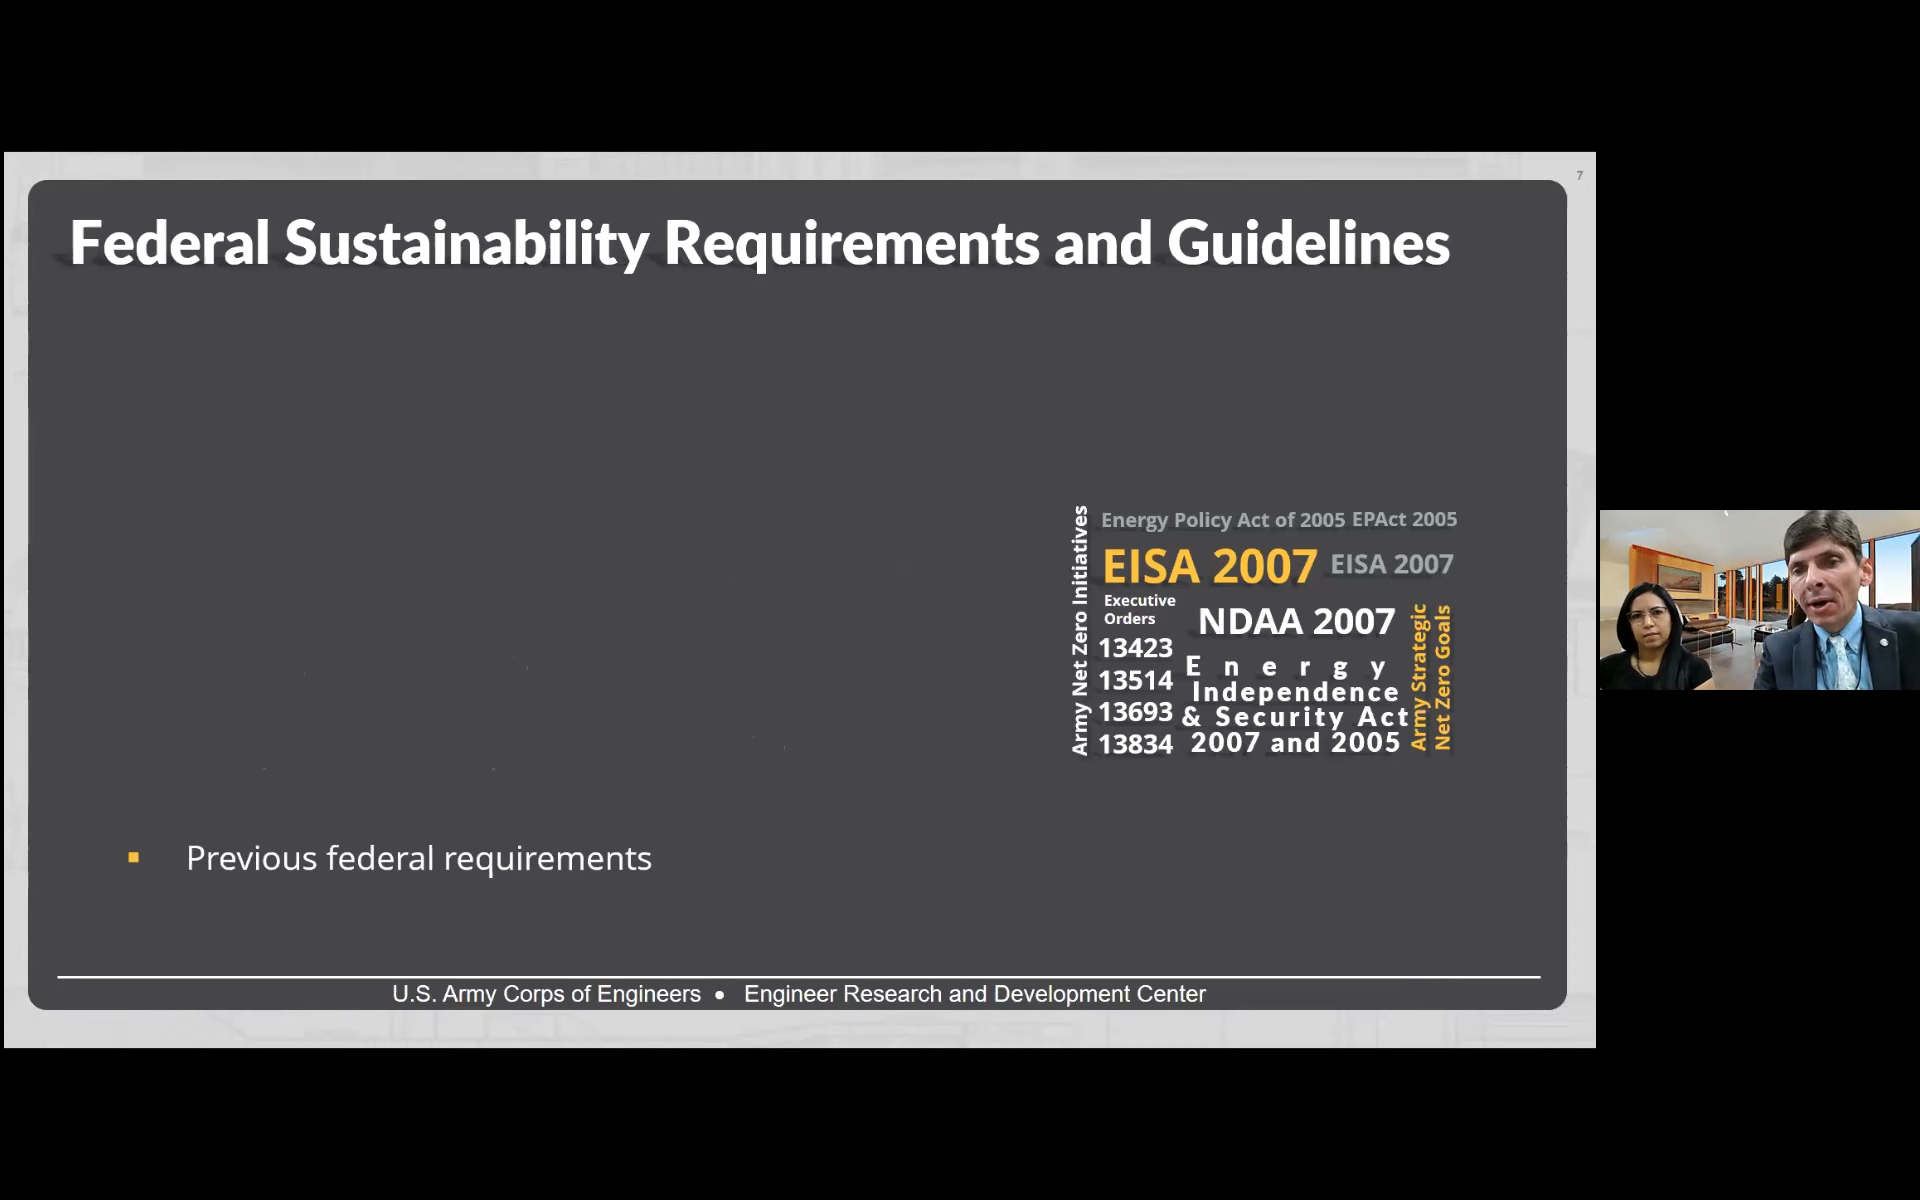 7
Federal Sustainability Requirements and Guidelines
Army Net Zero Initiatives
Energy Policy Act of 2005 EPAct 2005
EISA 2007 EISA 2007
Executive
Orders
13423
13514
13693
13834
NDAA 2007
Energy
Independence
& Security Act
2007 and 2005
Army Strategic
Net Zero Goals
Previous federal requirements
U.S. Army Corps of Engineers • Engineer Research and Development Center